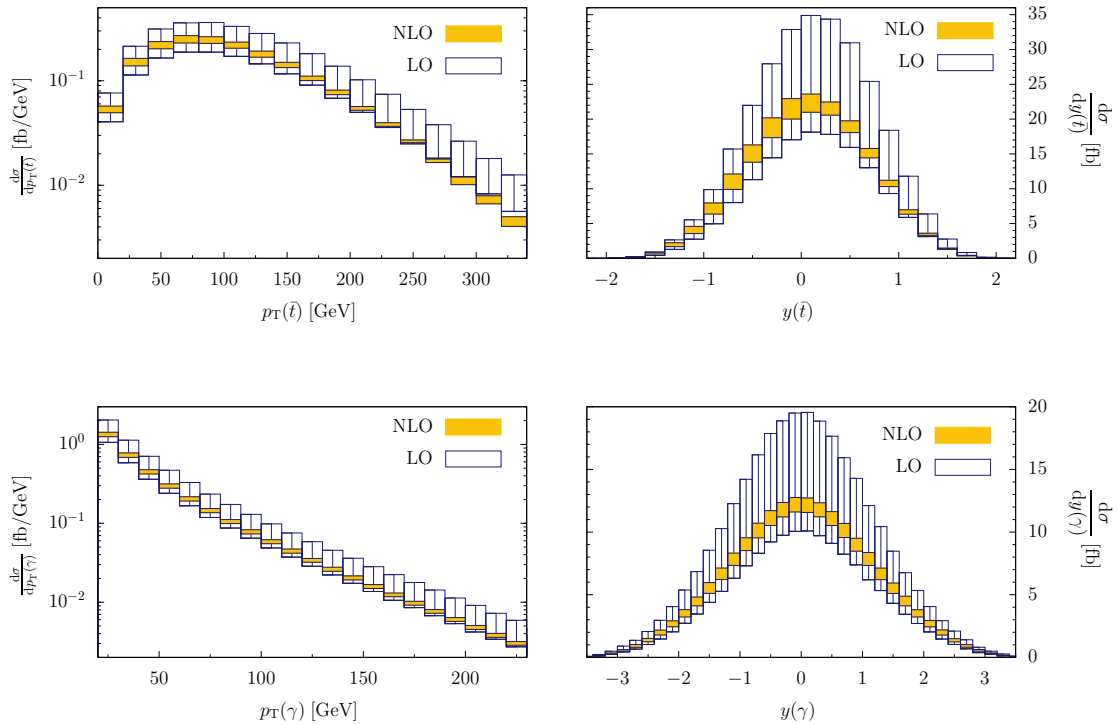 NLO
LO
10⁻¹
10⁻²
dσ/dp_T(t̄) [fb/GeV]
0 50 100 150 200 250 300
p_T(t̄) [GeV]
NLO
LO
35
30
25
20
15
10
5
0
dσ/dy(t̄) [fb]
−2 −1 0 1 2
y(t̄)
NLO
LO
10⁰
10⁻¹
10⁻²
dσ/dp_T(γ) [fb/GeV]
50 100 150 200
p_T(γ) [GeV]
NLO
LO
20
15
10
5
0
dσ/dy(γ) [fb]
−3 −2 −1 0 1 2 3
y(γ)